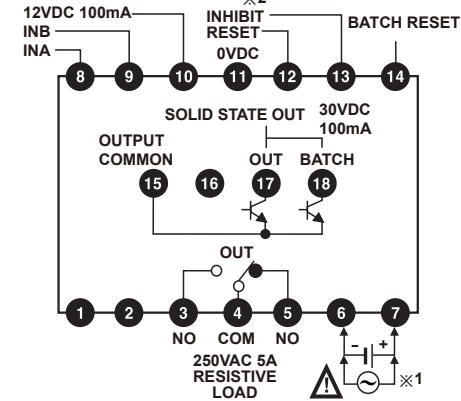 ※2
12VDC 100mA
INHIBIT
BATCH RESET
INB
RESET
INA
0VDC
8 9 10 11 12 13 14
SOLID STATE OUT
30VDC
100mA
OUTPUT
COMMON
OUT BATCH
15 16 17 18
OUT
1 2 3 4 5 6 7
NO COM NO
- +
250VAC 5A
RESISTIVE
LOAD
! ※1